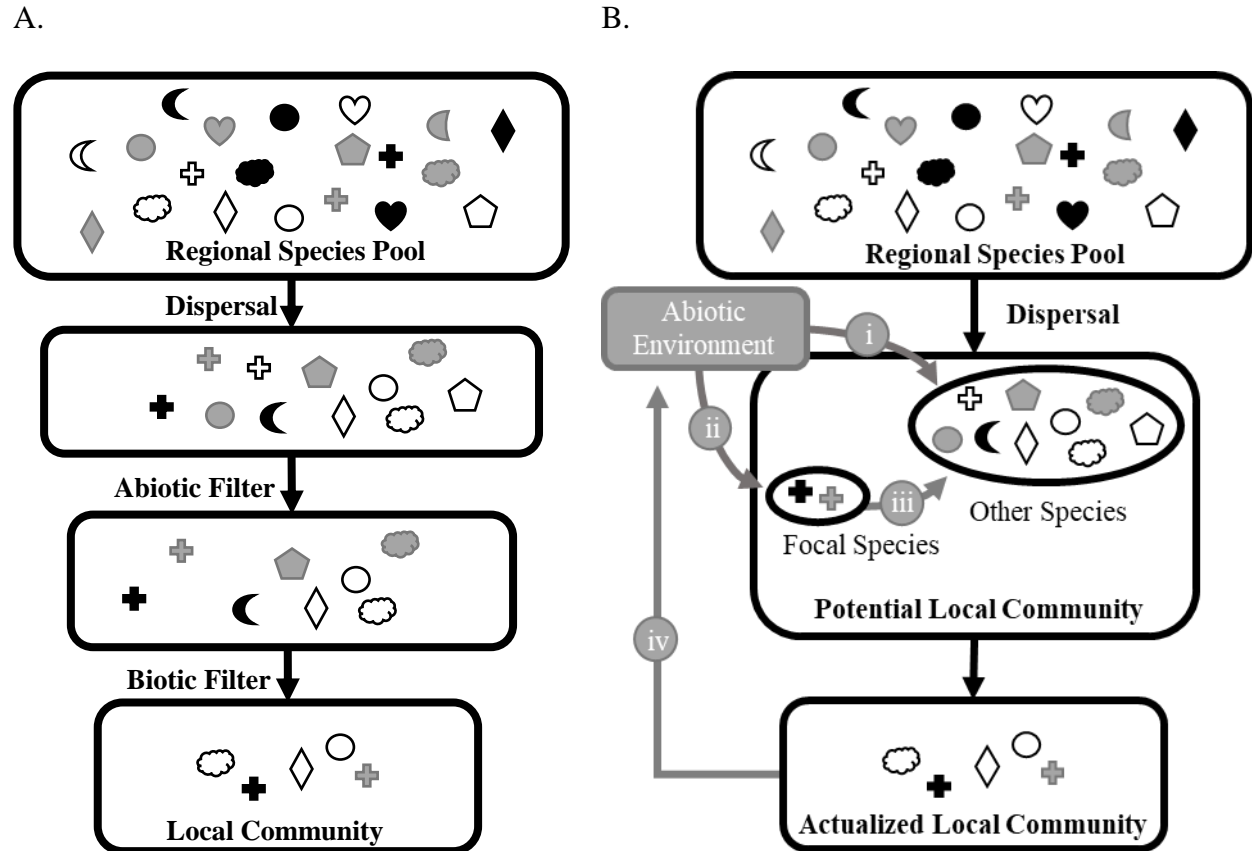 A.
Regional Species Pool
Dispersal
Abiotic Filter
Biotic Filter
Local Community
B.
Regional Species Pool
Dispersal
Abiotic
Environment
i
ii
iii
Other Species
Focal Species
Potential Local Community
iv
Actualized Local Community